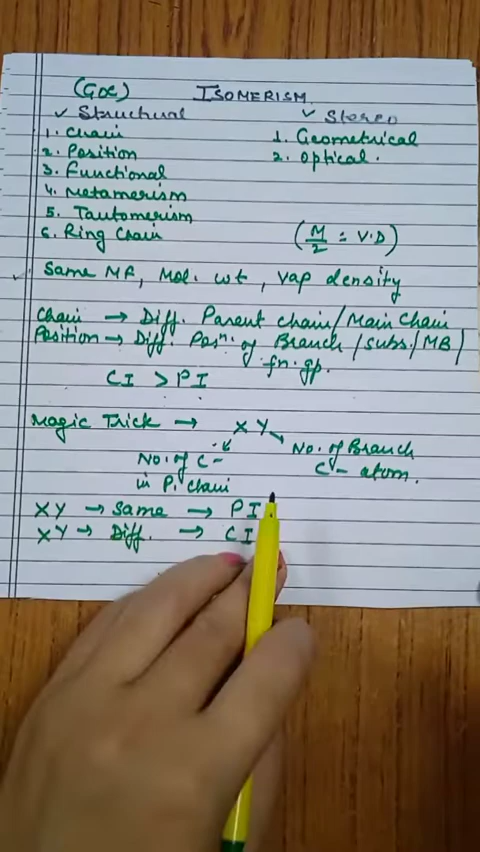 (GOC) ISOMERISM
✓ Structural ✓ Stereo
1. Chain 1. Geometrical
2. Position 2. Optical.
3. Functional
4. Metamerism
5. Tautomerism
6. Ring Chain (M/2 = V.D)
✓ Same MF, Mol. wt, Vap density
Chain → Diff. Parent chain/Main Chain
Position → Diff. Posn. of Branch/Subs./MB/
fn. gp.
CI > PI
Magic Trick → XY
No. of C- No. of Branch
in P. Chain C- atom.
XY → Same → PI
XY → Diff. → CI